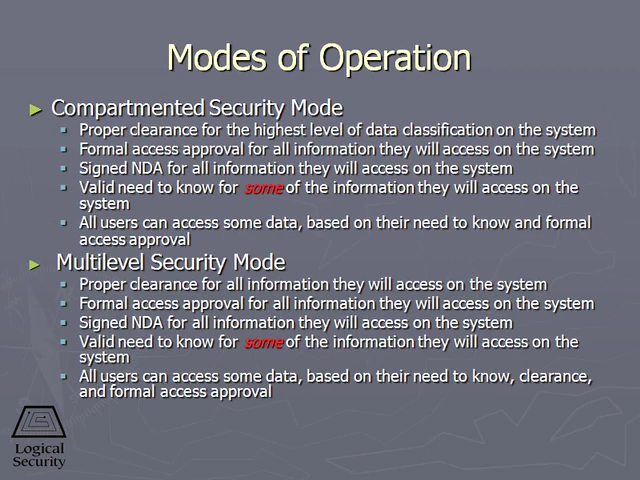 Modes of Operation
Compartmented Security Mode
Proper clearance for the highest level of data classification on the system
Formal access approval for all information they will access on the system
Signed NDA for all information they will access on the system
Valid need to know for some of the information they will access on the
system
All users can access some data, based on their need to know and formal
access approval
Multilevel Security Mode
Proper clearance for all information they will access on the system
Formal access approval for all information they will access on the system
Signed NDA for all information they will access on the system
Valid need to know for some of the information they will access on the
system
All users can access some data, based on their need to know, clearance,
and formal access approval
Logical
Security